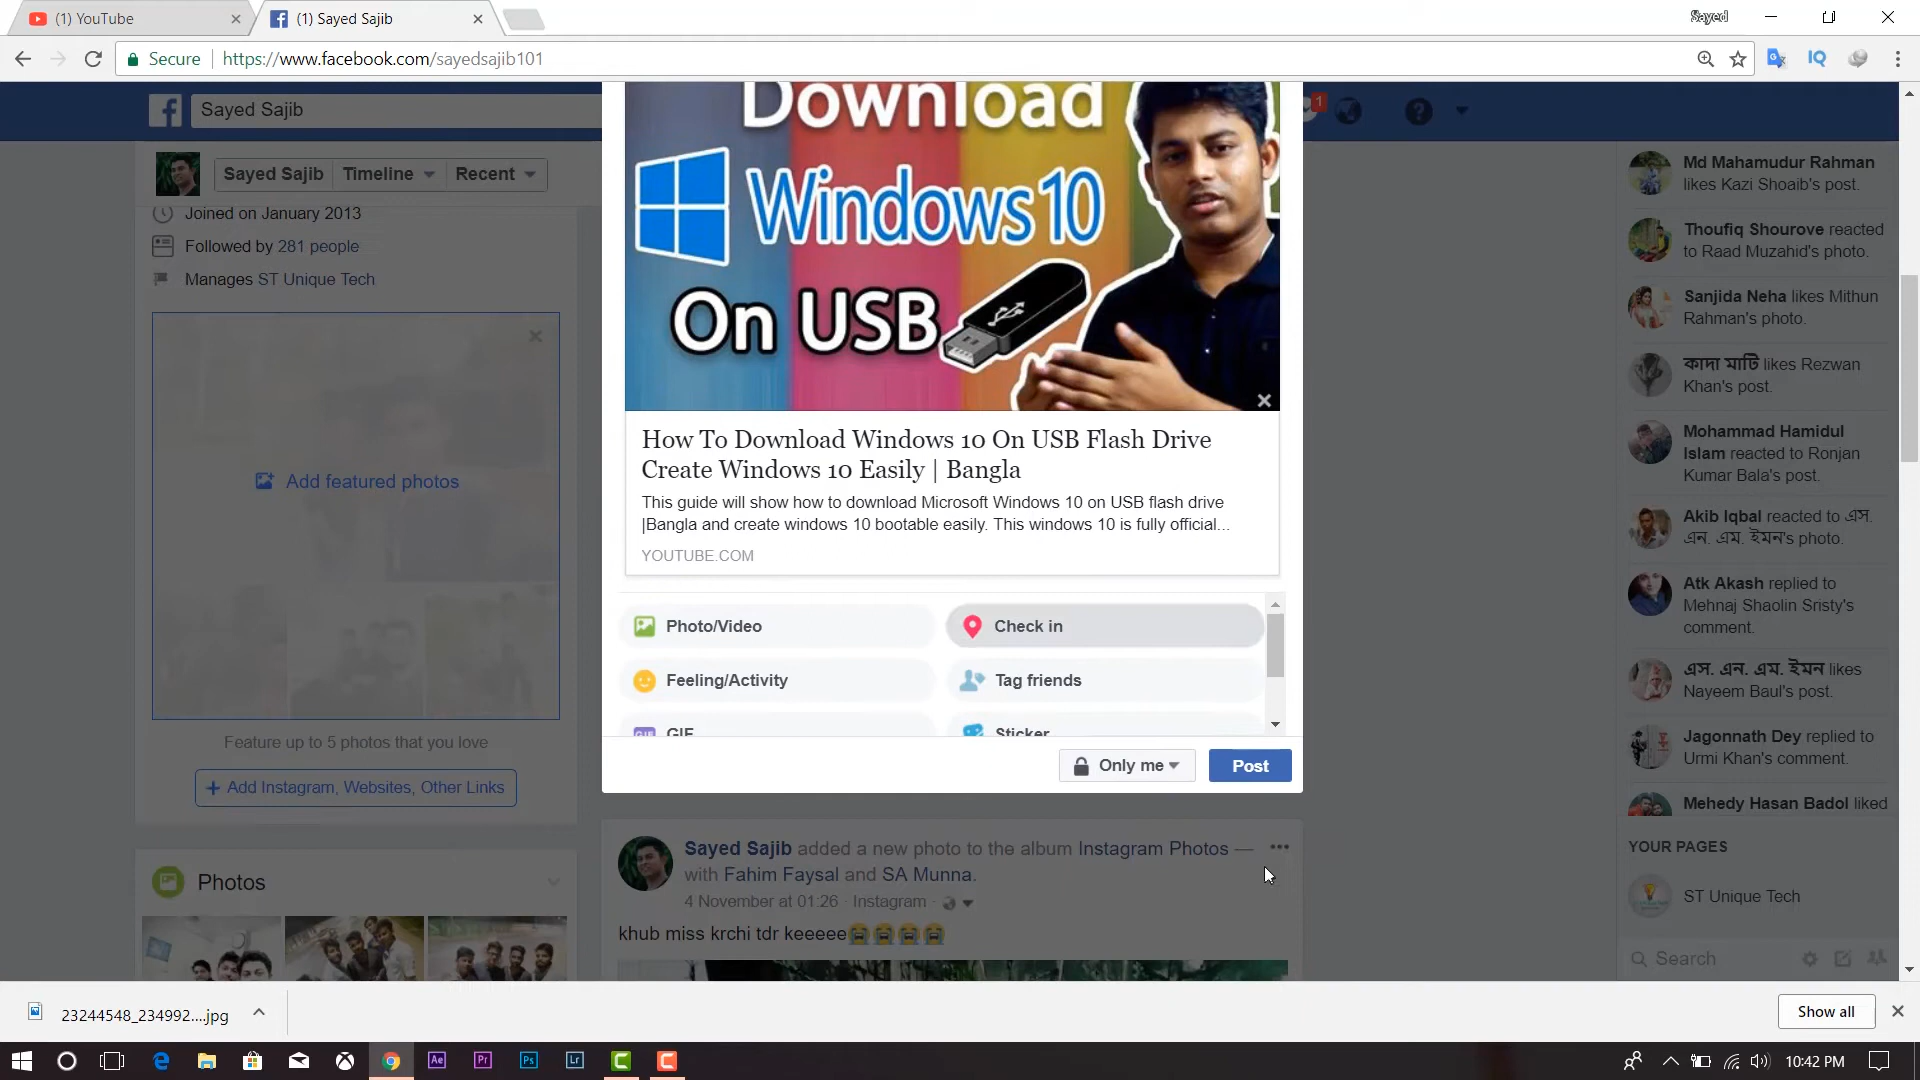 (1) YouTube
(1) Sayed Sajib
Sayed
Secure
https://www.facebook.com/sayedsajib101
IQ
Sayed Sajib
1
Sayed Sajib
Timeline
Recent
Joined on January 2013
Followed by 281 people
Manages ST Unique Tech
Add featured photos
Feature up to 5 photos that you love
+ Add Instagram, Websites, Other Links
Photos
Download
Windows 10
On USB
How To Download Windows 10 On USB Flash Drive
Create Windows 10 Easily | Bangla
This guide will show how to download Microsoft Windows 10 on USB flash drive
|Bangla and create windows 10 bootable easily. This windows 10 is fully official...
YOUTUBE.COM
Photo/Video
Check in
Feeling/Activity
Tag friends
GIF
Sticker
Only me
Post
Sayed Sajib added a new photo to the album Instagram Photos —
with Fahim Faysal and SA Munna.
4 November at 01:26 · Instagram ·
khub miss krchi tdr keeeee😭😭😭😭
Md Mahamudur Rahman
likes Kazi Shoaib's post.
Thoufiq Shourove reacted
to Raad Muzahid's photo.
Sanjida Neha likes Mithun
Rahman's photo.
কাদা মাটি likes Rezwan
Khan's post.
Mohammad Hamidul
Islam reacted to Ronjan
Kumar Bala's post.
Akib Iqbal reacted to এস.
এন. এম. ইমন's photo.
Atk Akash replied to
Mehnaj Shaolin Sristy's
comment.
এস. এন. এম. ইমন likes
Nayeem Baul's post.
Jagonnath Dey replied to
Urmi Khan's comment.
Mehedy Hasan Badol liked
YOUR PAGES
ST Unique Tech
Search
23244548_234992....jpg
Show all
Ae
Pr
Ps
Lr
10:42 PM